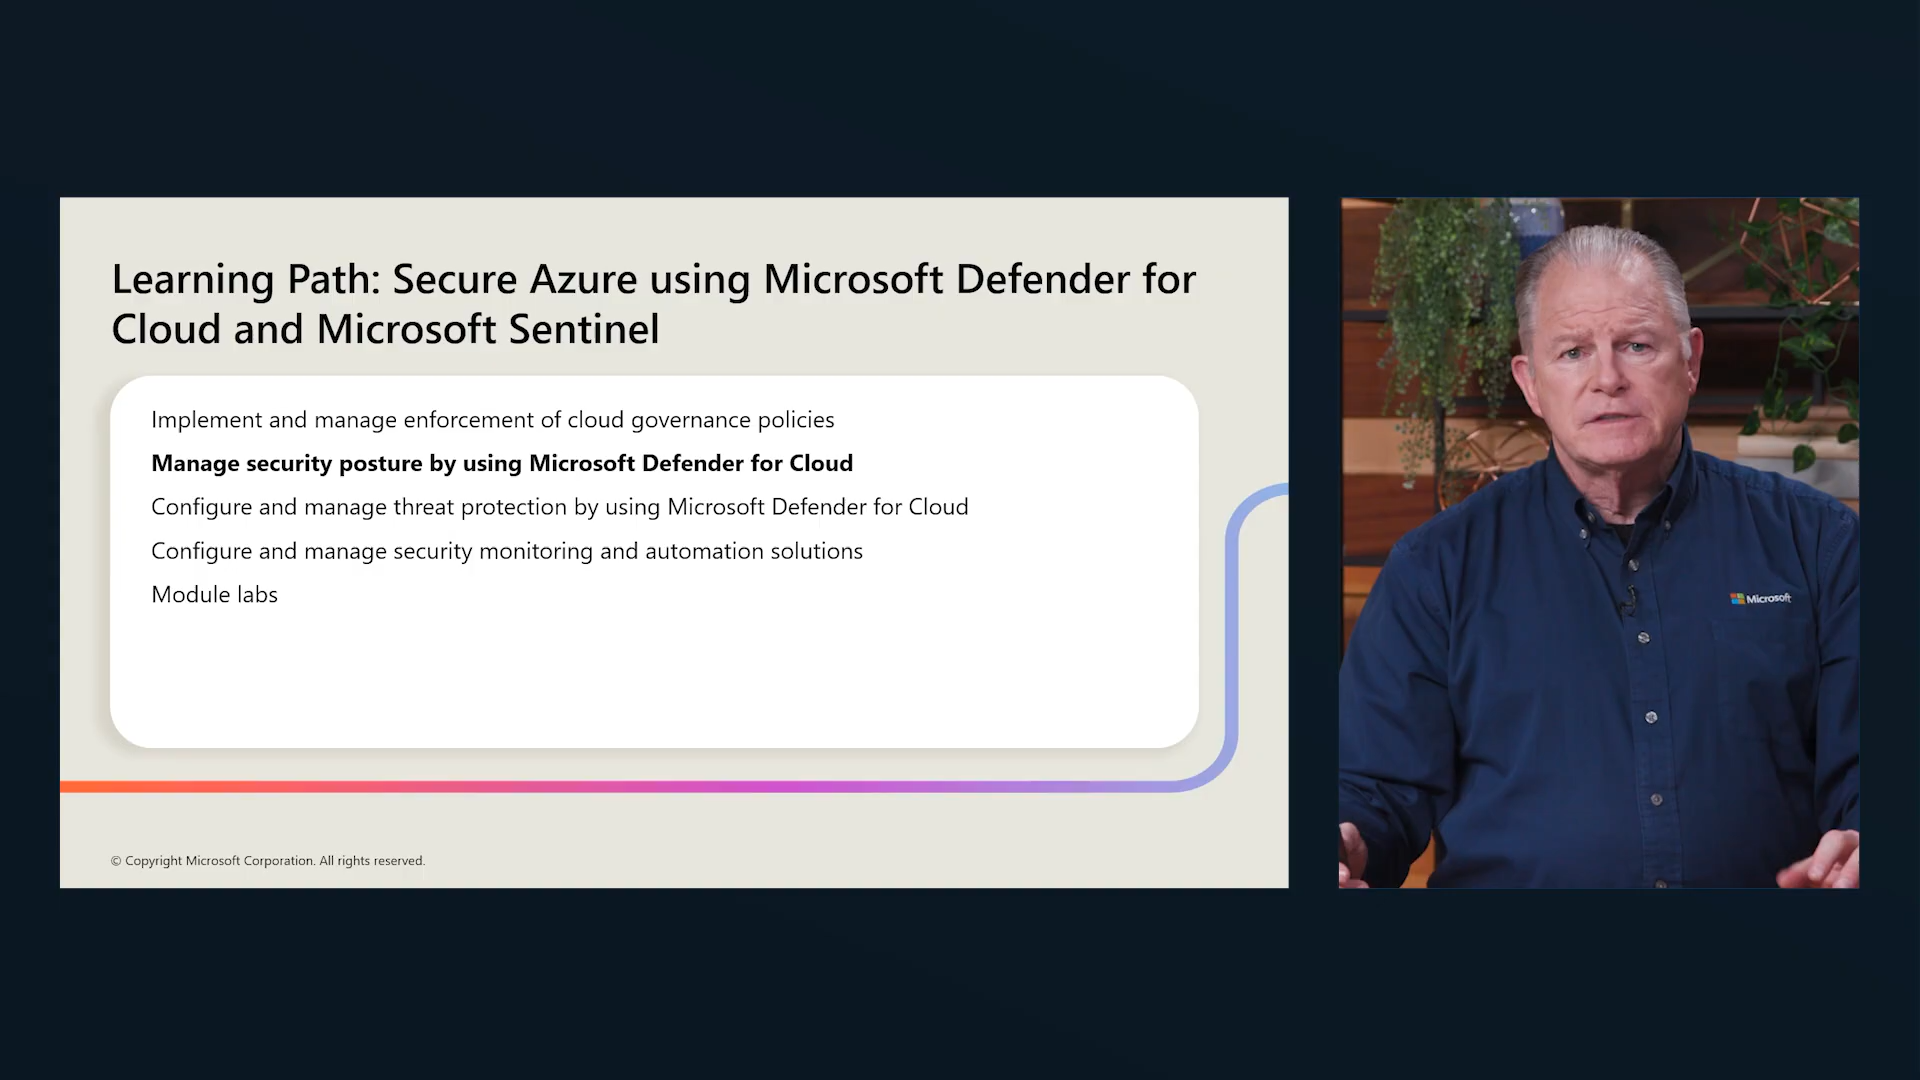 Learning Path: Secure Azure using Microsoft Defender for
Cloud and Microsoft Sentinel
Implement and manage enforcement of cloud governance policies
Manage security posture by using Microsoft Defender for Cloud
Configure and manage threat protection by using Microsoft Defender for Cloud
Configure and manage security monitoring and automation solutions
Module labs
© Copyright Microsoft Corporation. All rights reserved.
Microsoft